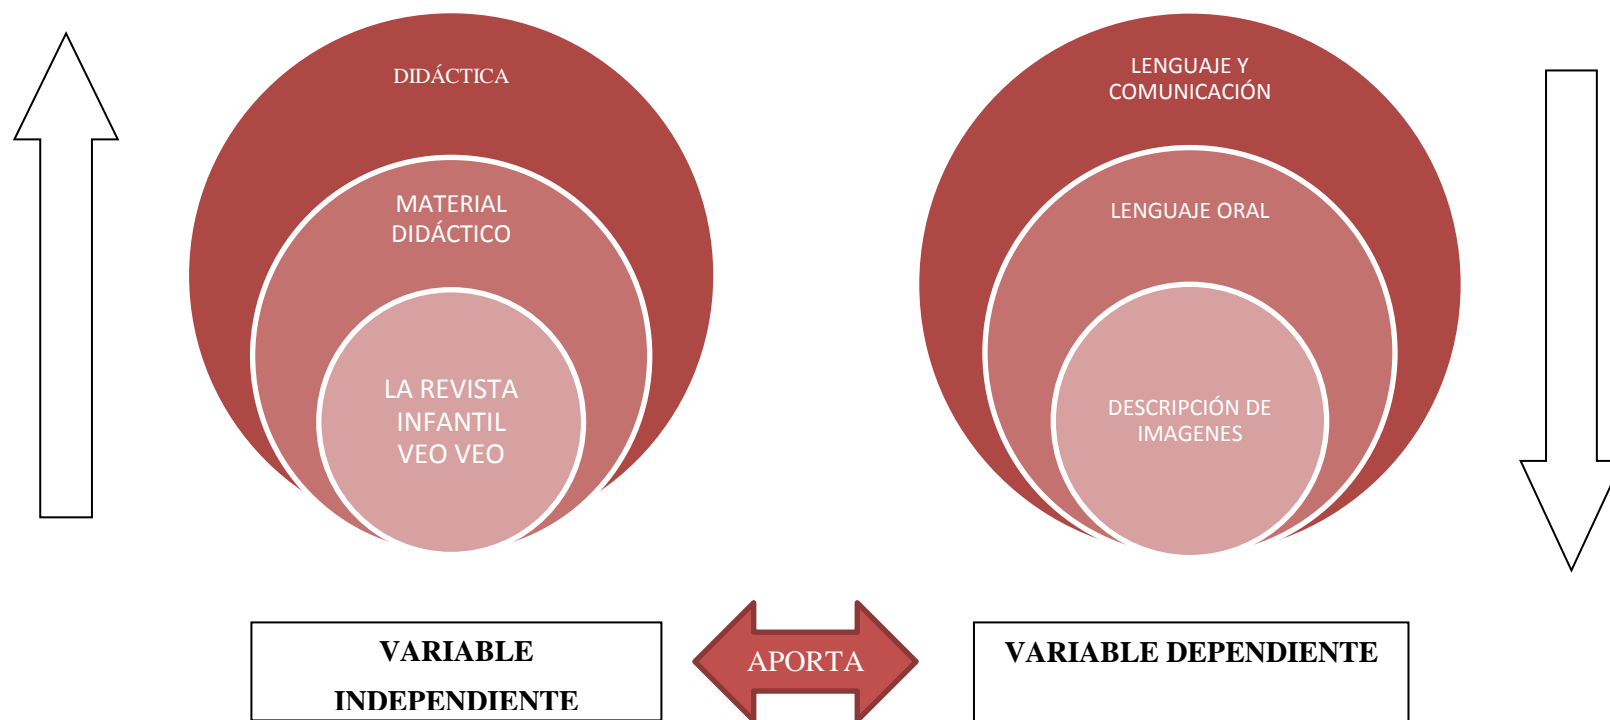 DIDÁCTICA
MATERIAL
DIDÁCTICO
LA REVISTA
INFANTIL
VEO VEO
LENGUAJE Y
COMUNICACIÓN
LENGUAJE ORAL
DESCRIPCIÓN DE
IMAGENES
VARIABLE
INDEPENDIENTE
APORTA
VARIABLE DEPENDIENTE